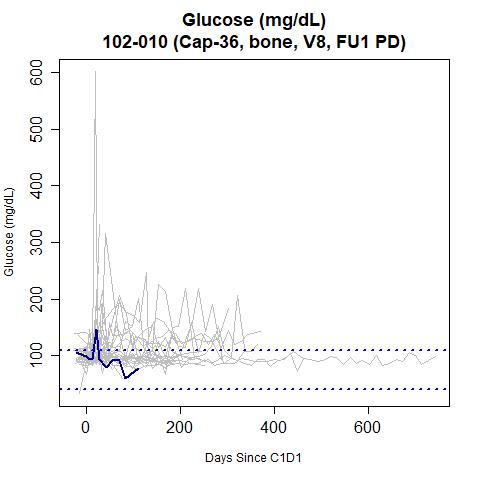 Glucose (mg/dL)
102-010 (Cap-36, bone, V8, FU1 PD)
Glucose (mg/dL)
600
500
400
300
200
100
0
200
400
600
Days Since C1D1